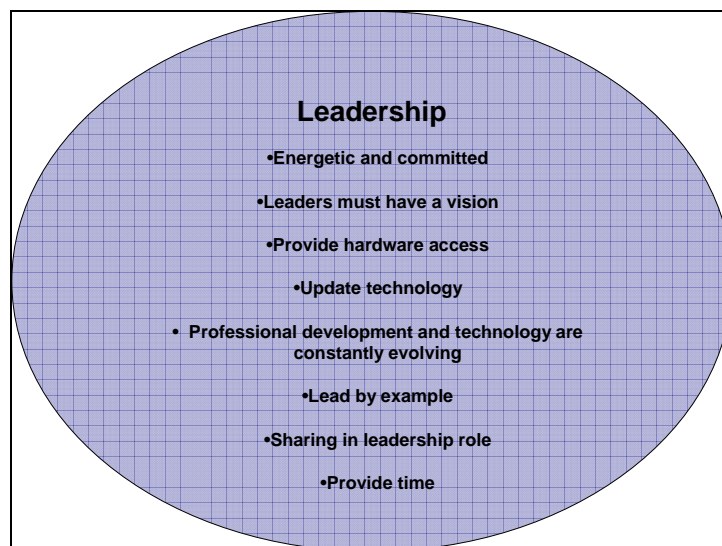 Leadership
•Energetic and committed
•Leaders must have a vision
•Provide hardware access
•Update technology
• Professional development and technology are
constantly evolving
•Lead by example
•Sharing in leadership role
•Provide time